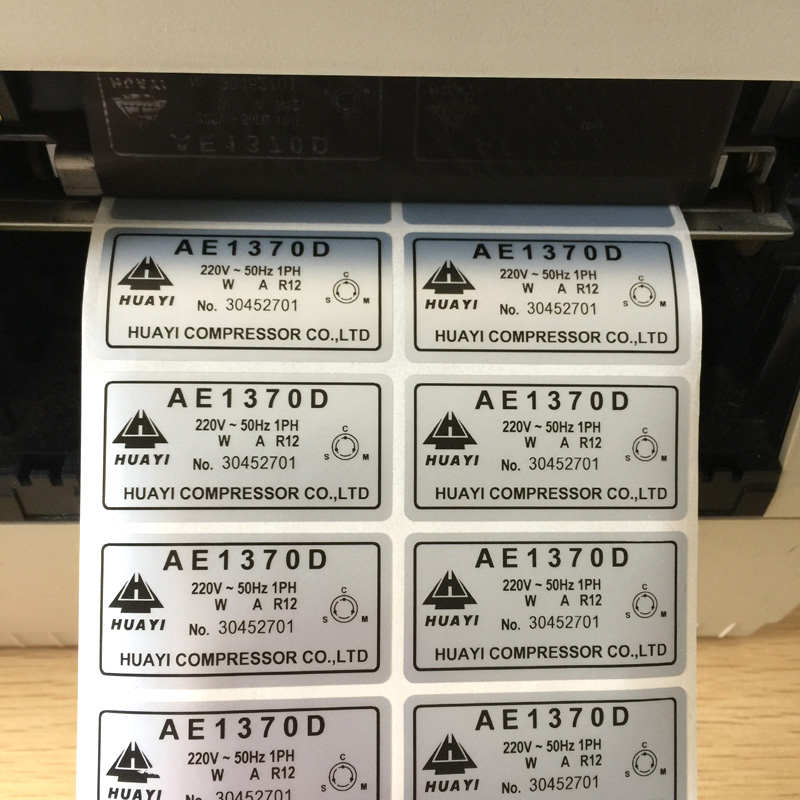 AE1370D
220V ~ 50Hz 1PH
W A R12
HUAYI
No. 30452701
C
S M
HUAYI COMPRESSOR CO.,LTD
AE1370D
220V ~ 50Hz 1PH
W A R12
HUAYI
No. 30452701
C
S M
HUAYI COMPRESSOR CO.,LTD
AE1370D
220V ~ 50Hz 1PH
W A R12
HUAYI
No. 30452701
C
S M
HUAYI COMPRESSOR CO.,LTD
AE1370D
220V ~ 50Hz 1PH
W A R12
HUAYI
No. 30452701
C
S M
HUAYI COMPRESSOR CO.,LTD
AE1370D
220V ~ 50Hz 1PH
W A R12
HUAYI
No. 30452701
C
S M
HUAYI COMPRESSOR CO.,LTD
AE1370D
220V ~ 50Hz 1PH
W A R12
HUAYI
No. 30452701
C
S M
HUAYI COMPRESSOR CO.,LTD
AE1370D
220V ~ 50Hz 1PH
W A R12
HUAYI
No. 30452701
C
S M
AE1370D
220V ~ 50Hz 1PH
W A R12
HUAYI
No. 30452701
C
S M